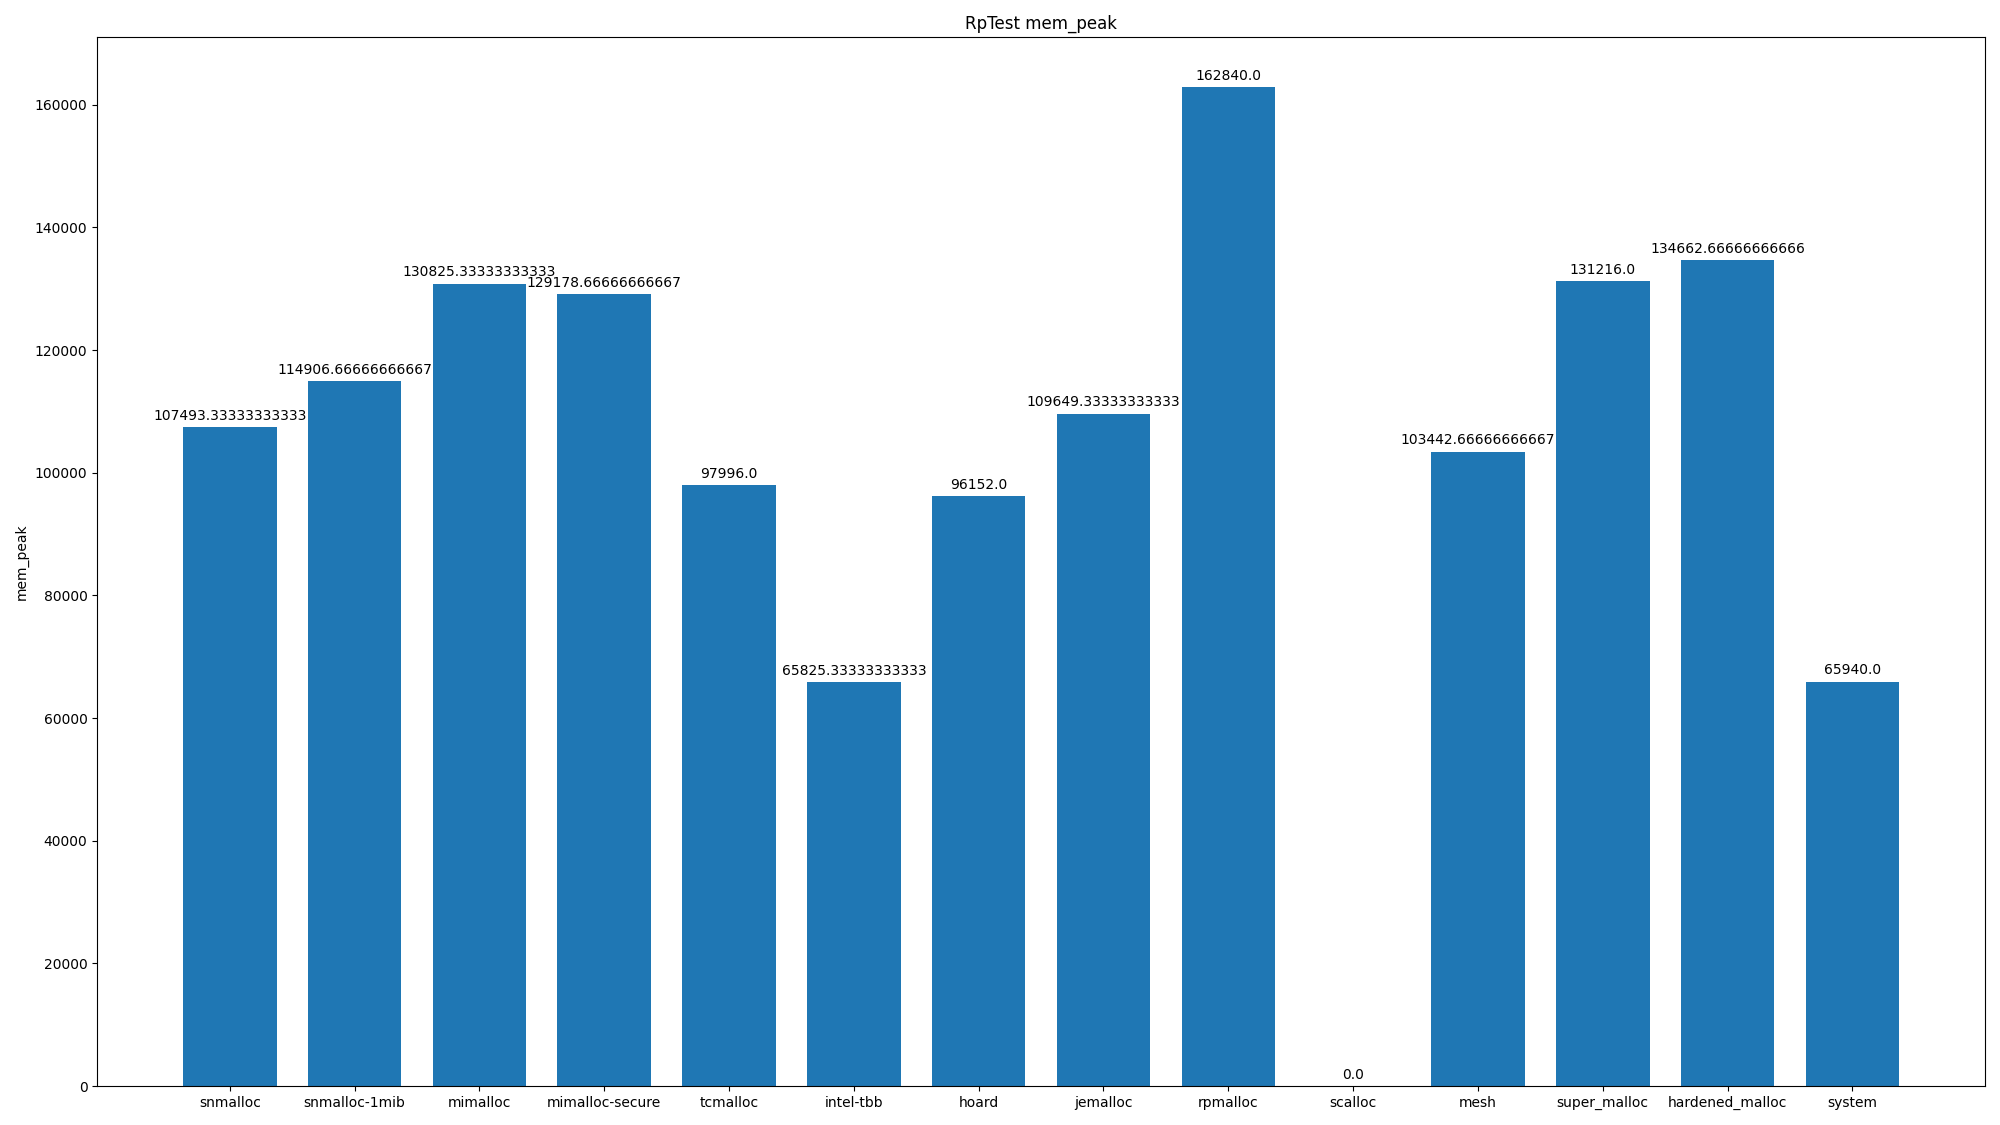 RpTest mem_peak
mem_peak
160000
140000
120000
100000
80000
60000
40000
20000
0
107493.33333333333
114906.66666666667
130825.33333333333
129178.66666666667
97996.0
65825.33333333333
96152.0
109649.33333333333
162840.0
0.0
103442.66666666667
131216.0
134662.66666666666
65940.0
snmalloc
snmalloc-1mib
mimalloc
mimalloc-secure
tcmalloc
intel-tbb
hoard
jemalloc
rpmalloc
scalloc
mesh
super_malloc
hardened_malloc
system